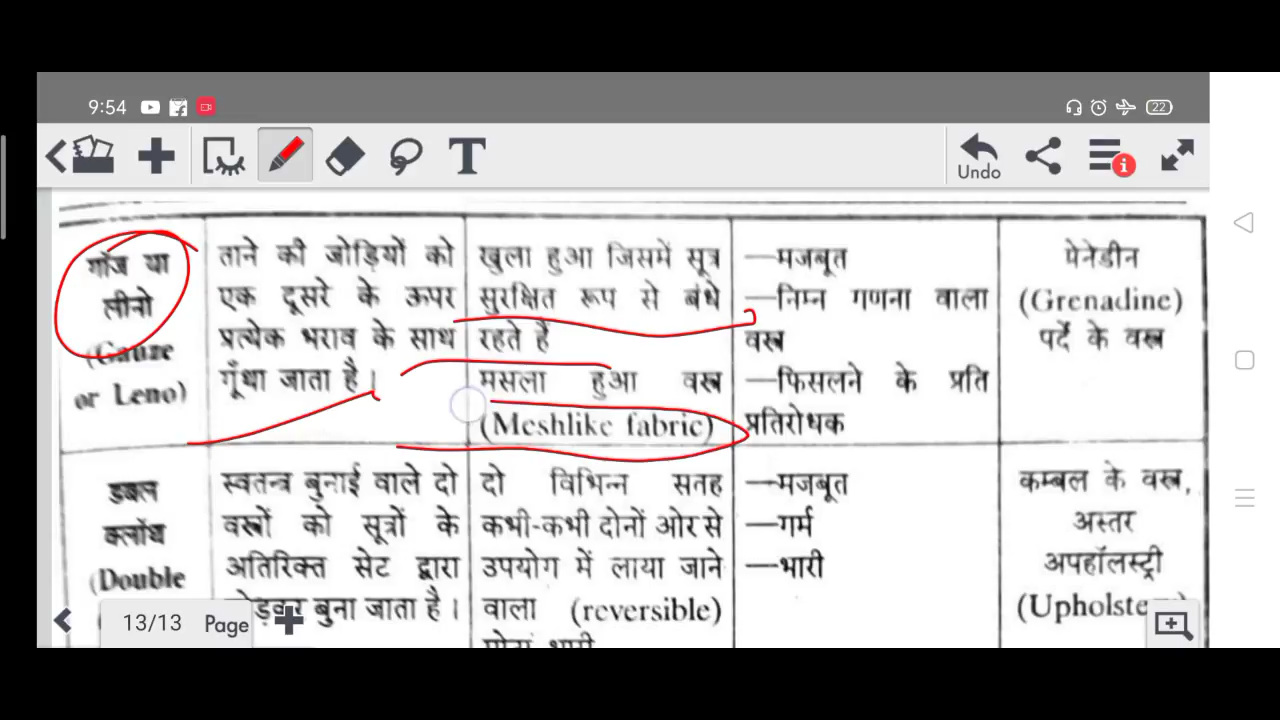 9:54
22
T
Undo
गॉज या
लीनो
(Gauze
or Leno)
ताने की जोड़ियों को
एक दूसरे के ऊपर
प्रत्येक भराव के साथ
गूँथा जाता है।
खुला हुआ जिसमें सूत्र
सुरक्षित रूप से बंधे
रहते हैं
मसला हुआ वस्त्र
(Meshlike fabric)
—मजबूत
—निम्न गणना वाला
वस्त्र
—फिसलने के प्रति
प्रतिरोधक
पेनेडीन
(Grenadine)
पर्दे के वस्त्र
डबल
क्लॉथ
(Double
स्वतन्त्र बुनाई वाले दो
वस्त्रों को सूत्रों के
अतिरिक्त सेट द्वारा
बुना जाता है।
दो विभिन्न सतह
कभी-कभी दोनों ओर से
उपयोग में लाया जाने
वाला (reversible)
—मजबूत
—गर्म
—भारी
कम्बल के वस्त्र,
अस्तर
अपहॉलस्ट्री
13/13 Page